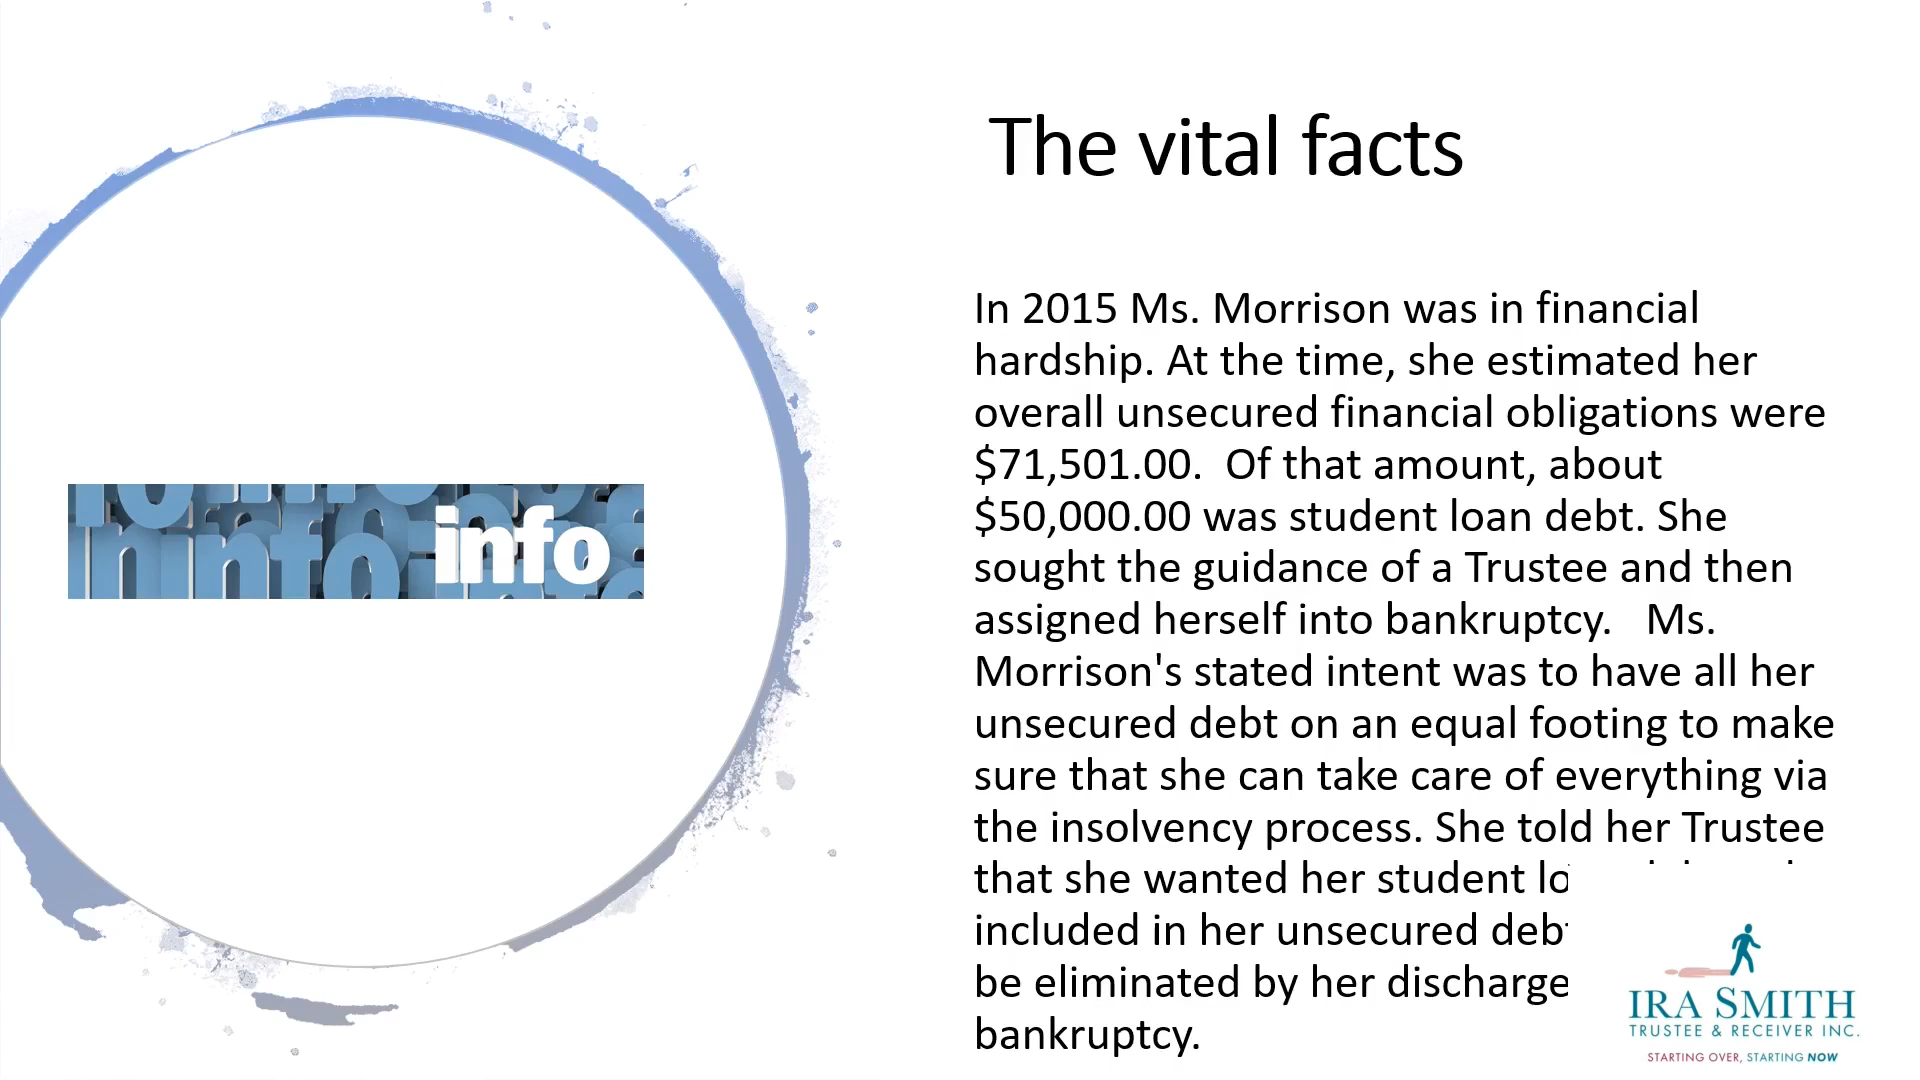 The vital facts
In 2015 Ms. Morrison was in financial
hardship. At the time, she estimated her
overall unsecured financial obligations were
$71,501.00.  Of that amount, about
$50,000.00 was student loan debt. She
sought the guidance of a Trustee and then
assigned herself into bankruptcy.   Ms.
Morrison's stated intent was to have all her
unsecured debt on an equal footing to make
sure that she can take care of everything via
the insolvency process. She told her Trustee
that she wanted her student
included in her unsecured
be eliminated by her discharge
bankruptcy.
info
IRA SMITH
TRUSTEE & RECEIVER INC.
STARTING OVER, STARTING NOW